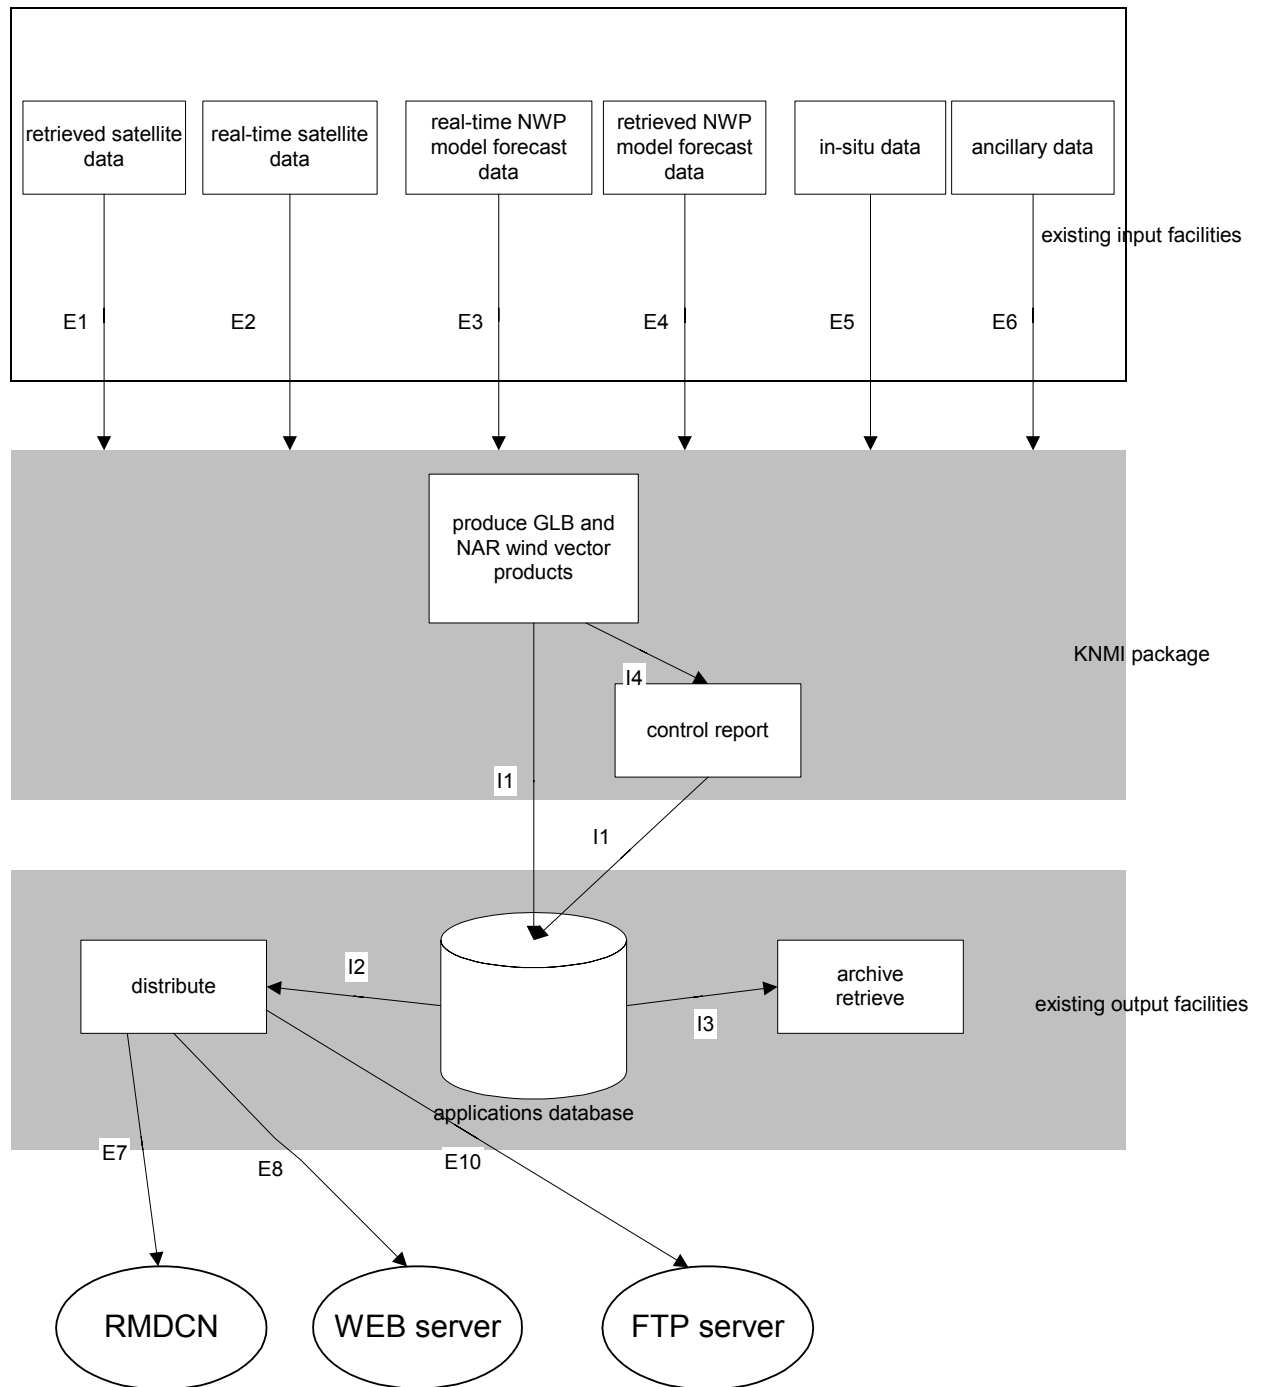 retrieved satellite
data
real-time satellite
data
real-time NWP
model forecast
data
retrieved NWP
model forecast
data
in-situ data
ancillary data
existing input facilities
E1
E2
E3
E4
E5
E6
produce GLB and
NAR wind vector
products
KNMI package
I4
control report
I1
I1
distribute
I2
archive
retrieve
I3
existing output facilities
applications database
E7
E8
E10
RMDCN
WEB server
FTP server